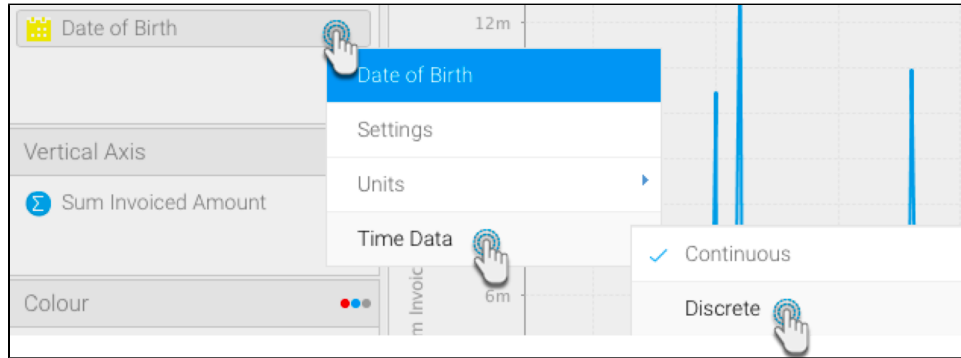 Date of Birth
12m
Date of Birth
Settings
Vertical Axis
Units
Σ Sum Invoiced Amount
Time Data
Continuous
Colour
m Invoic
6m
Discrete